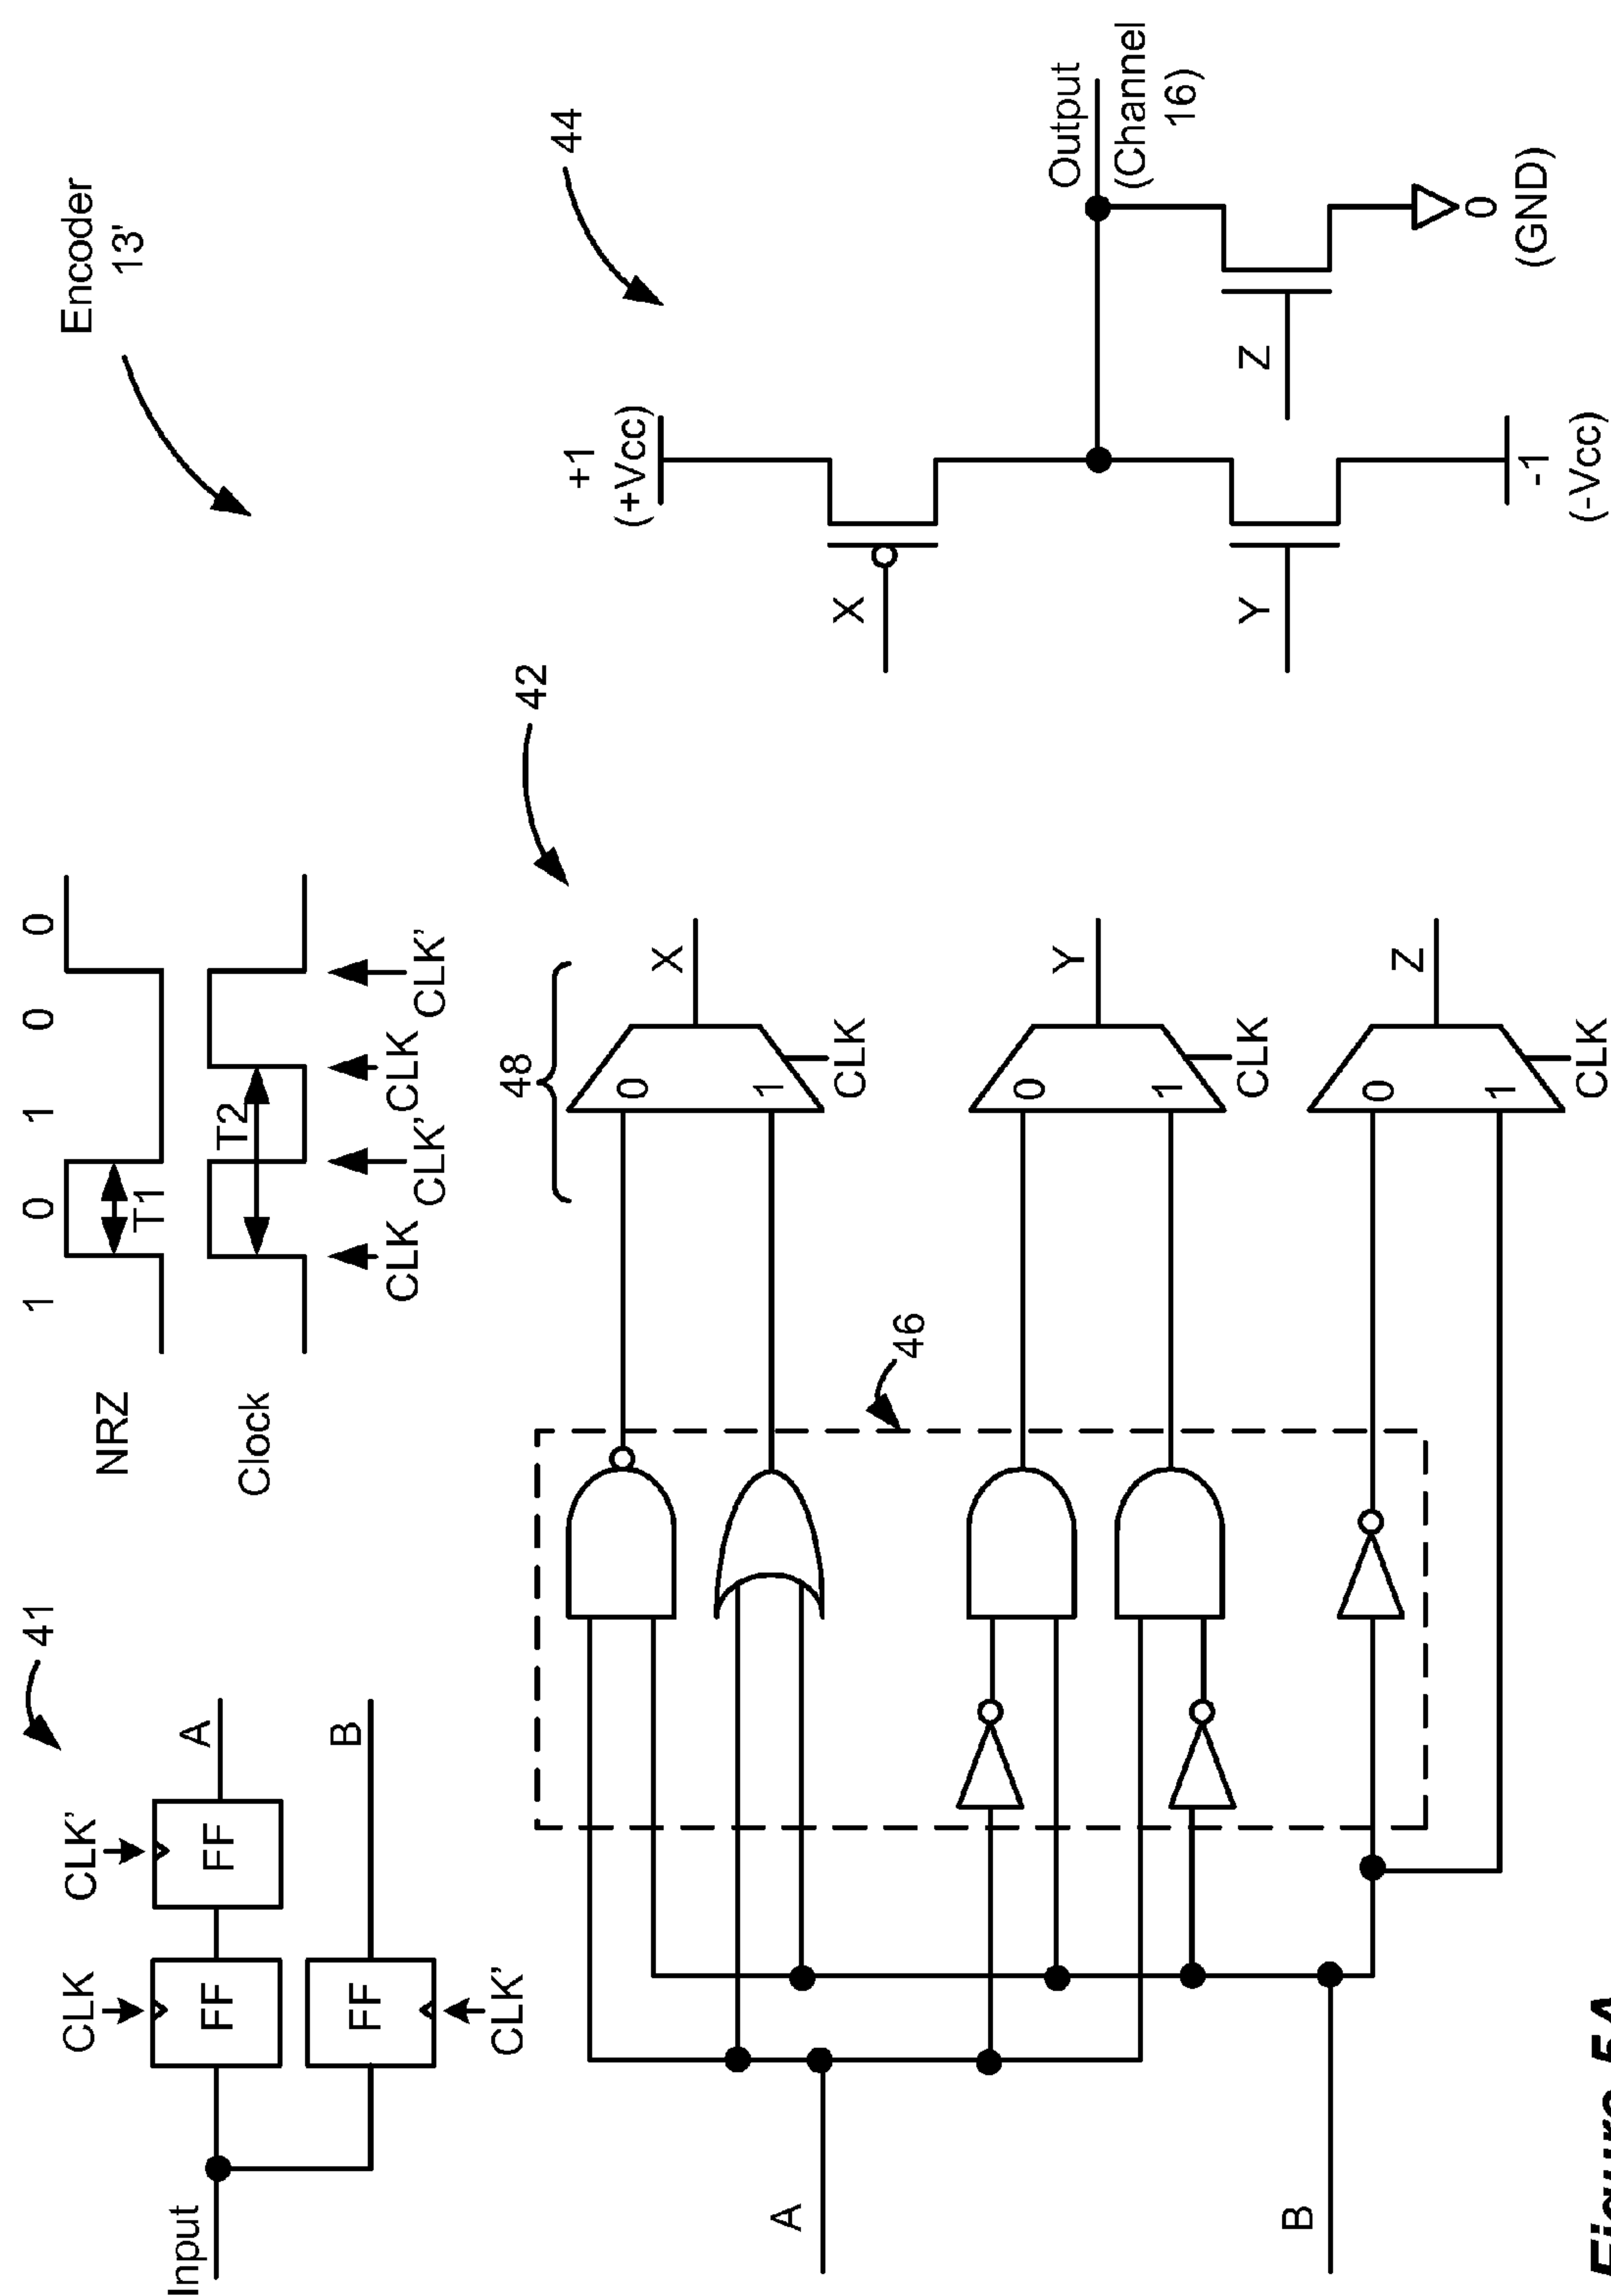 Encoder
13'
41
Input
CLK
CLK'
FF
FF
A
FF
B
CLK'
NRZ
1 0 1 0 0
T1
Clock
T2
CLK CLK' CLK CLK'
44
+1
(+Vcc)
X
Y
-1
(-Vcc)
Z
0
(GND)
Output
(Channel
16)
42
48
46
A
B
0
1
X
CLK
0
1
Y
CLK
0
1
Z
CLK
Figure 5A